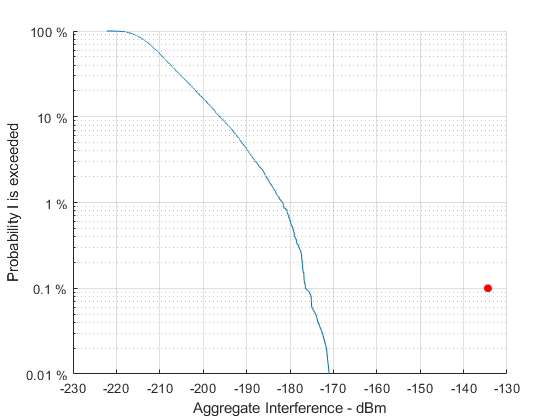 100 %
10 %
1 %
0.1 %
0.01 %
Probability I is exceeded
-230 -220 -210 -200 -190 -180 -170 -160 -150 -140 -130
Aggregate Interference - dBm